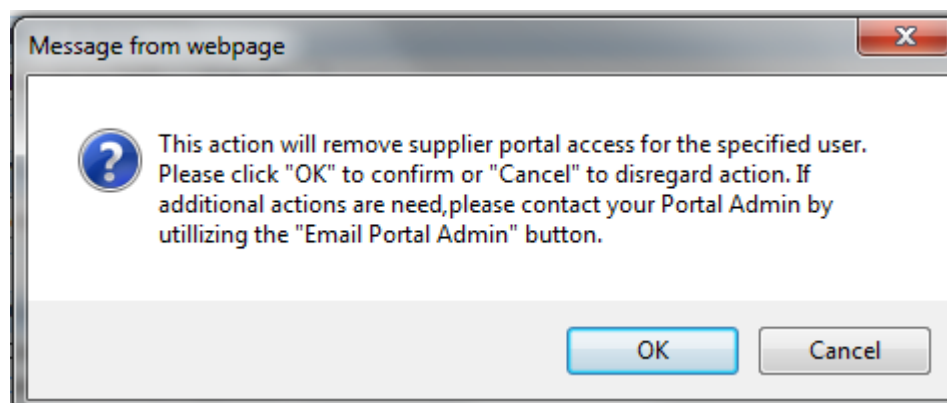 Message from webpage
This action will remove supplier portal access for the specified user.
Please click "OK" to confirm or "Cancel" to disregard action. If
additional actions are need,please contact your Portal Admin by
utillizing the "Email Portal Admin" button.
OK
Cancel